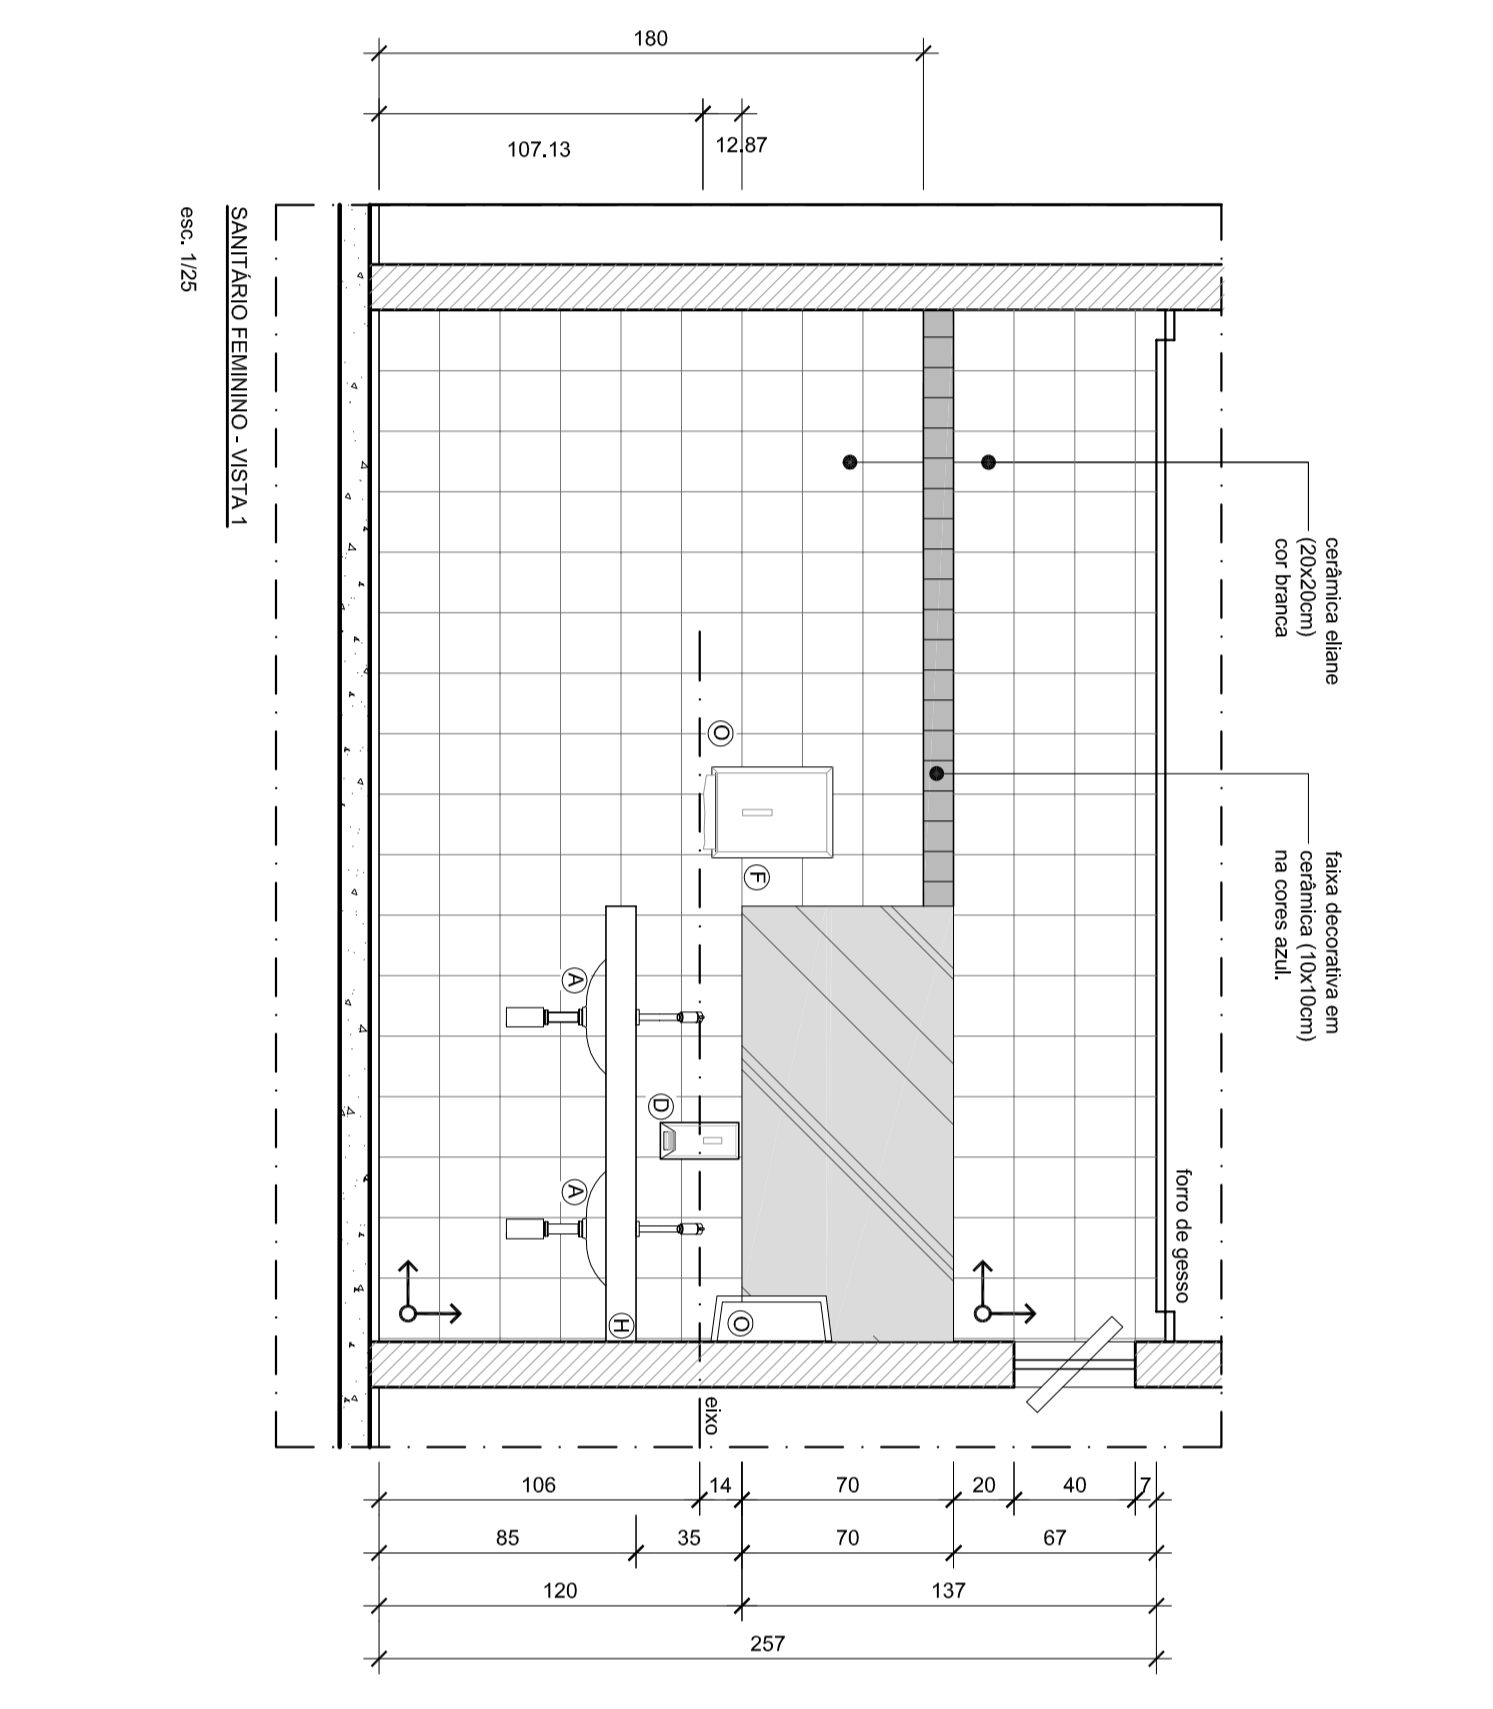 180
107.13
12.87
SANITÁRIO FEMININO - VISTA 1
esc. 1/25
cerâmica eliane
(20x20cm)
cor branca
faixa decorativa em
cerâmica (10x10cm)
na cores azul.
forro de gesso
O
F
A
D
A
H
O
eixo
106
14
70
20
40
7
85
35
70
67
120
137
257